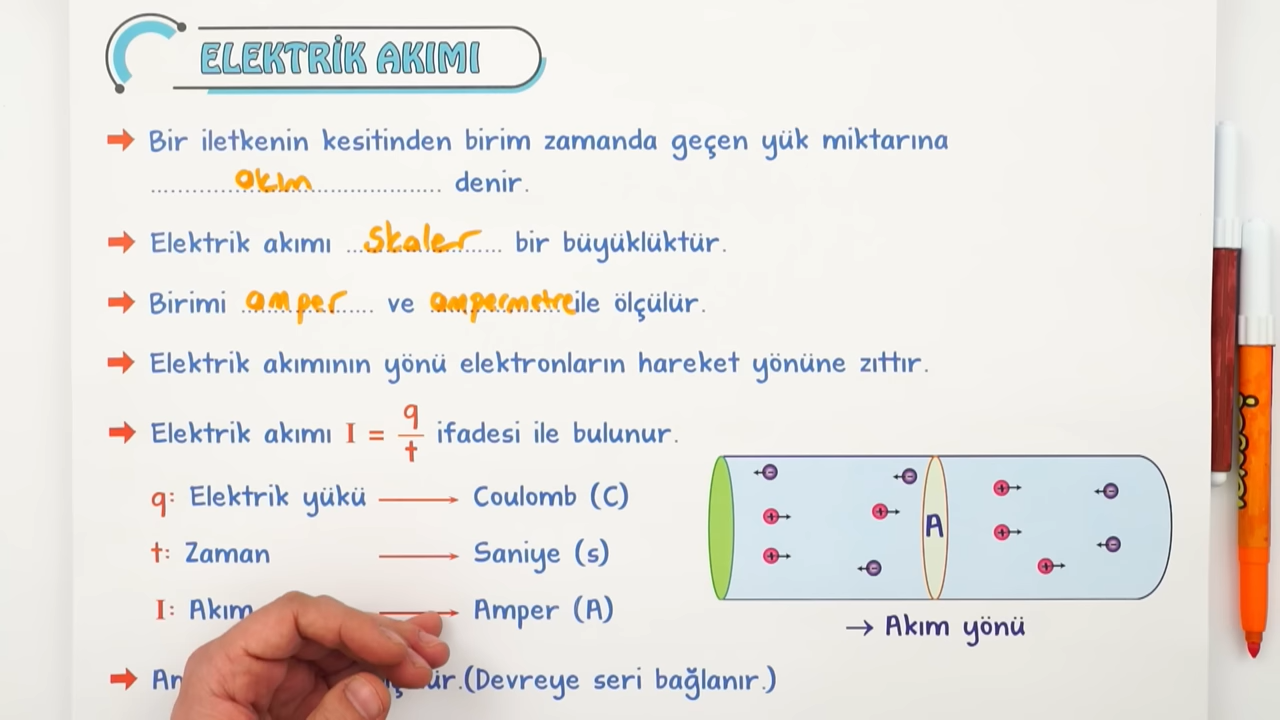 ELEKTRİK AKIMI
Bir iletkenin kesitinden birim zamanda geçen yük miktarına
akım denir.
Elektrik akımı skaler bir büyüklüktür.
Birimi amper ve ampermetre ile ölçülür.
Elektrik akımının yönü elektronların hareket yönüne zıttır.
Elektrik akımı I = q/t ifadesi ile bulunur.
q: Elektrik yükü → Coulomb (C)
t: Zaman → Saniye (s)
I: Akım → Amper (A)
A
→ Akım yönü
(Devreye seri bağlanır.)